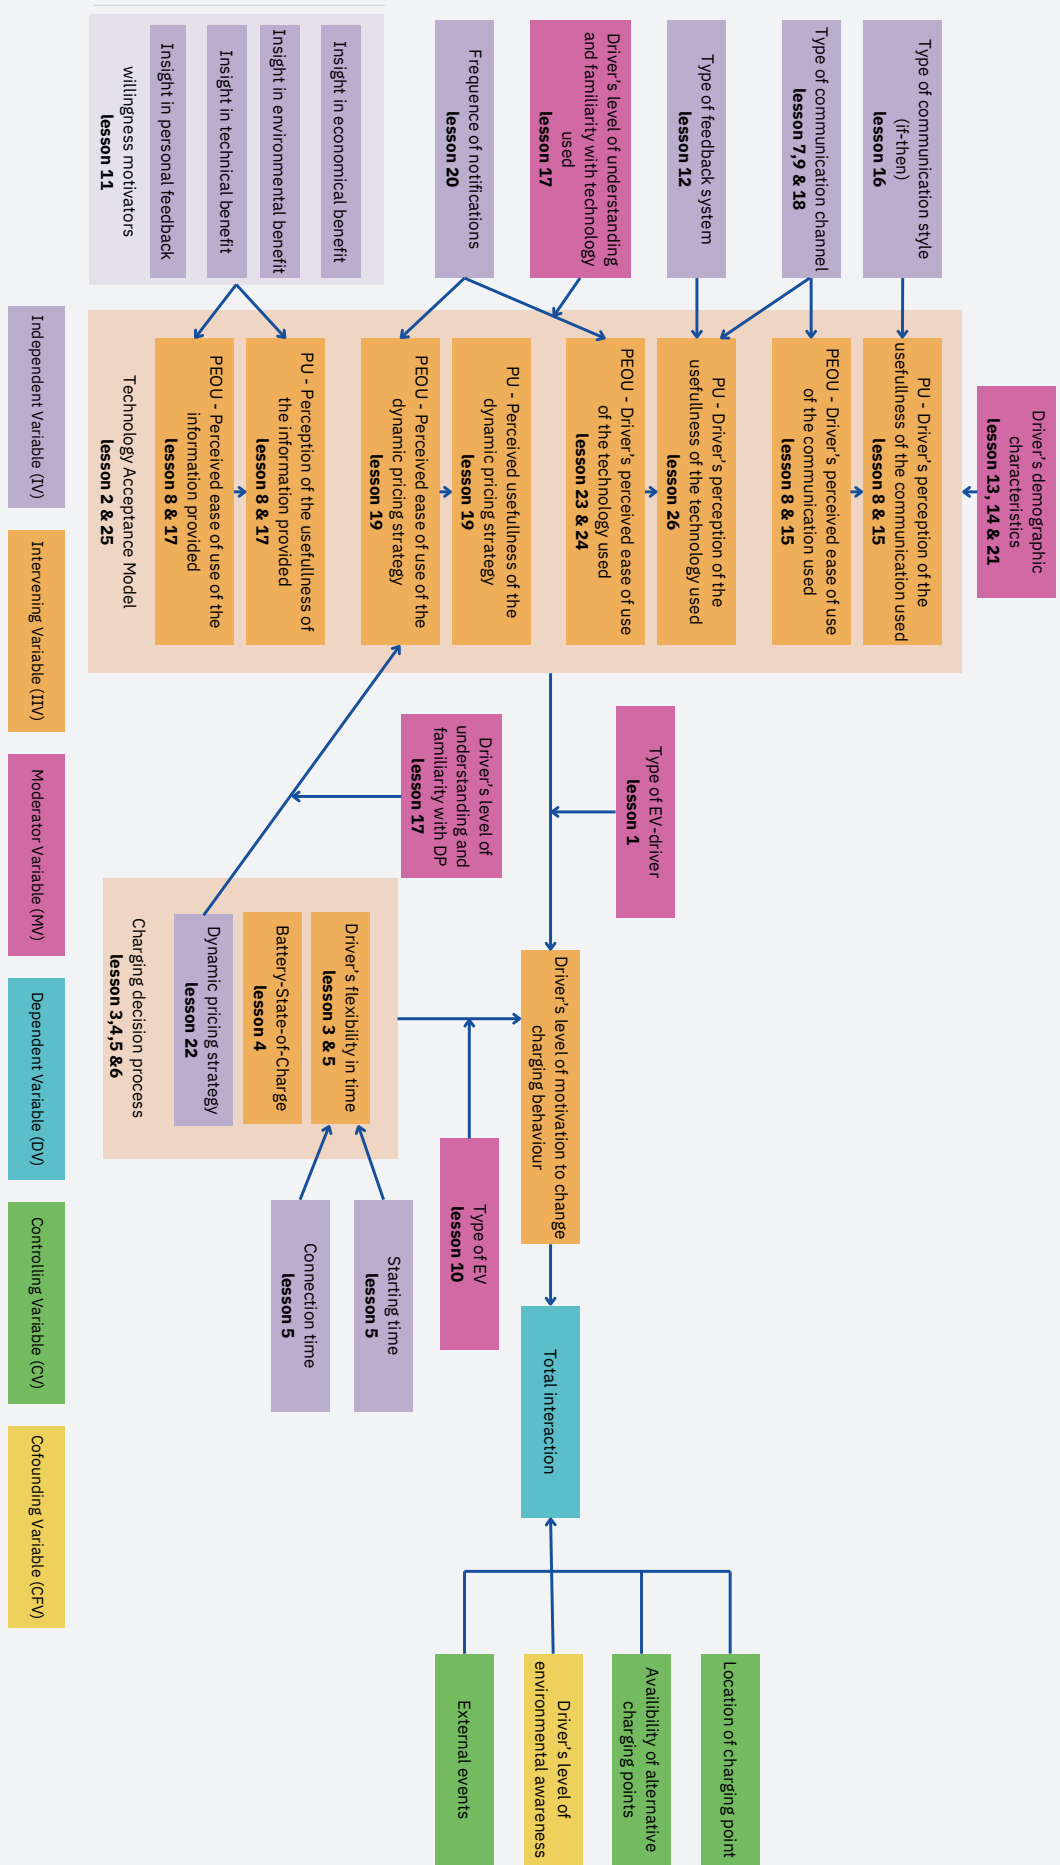 Driver's demographic
characteristics
lesson 13, 14 & 21
Type of communication style
(if-then)
lesson 16
Type of communication channel
lesson 7,9 & 18
Type of feedback system
lesson 12
Driver's level of understanding
and familiarity with technology
used
lesson 17
Frequence of notifications
lesson 20
Insight in economical benefit
Insight in environmental benefit
Insight in technical benefit
Insight in personal feedback
willingness motivators
lesson 11
PU - Driver's perception of the
usefullness of the communication used
lesson 8 & 15
PEOU - Driver's perceived ease of use
of the communication used
lesson 8 & 15
PU - Driver's perception of the
usefullness of the technology used
lesson 26
PEOU - Driver's perceived ease of use
of the technology used
lesson 23 & 24
PU - Perceived usefullness of the
dynamic pricing strategy
lesson 19
PEOU - Perceived ease of use of the
dynamic pricing strategy
lesson 19
PU - Perception of the usefullness of
the information provided
lesson 8 & 17
PEOU - Perceived ease of use of the
information provided
lesson 8 & 17
Technology Acceptance Model
lesson 2 & 25
Type of EV-driver
lesson 1
Driver's level of
understanding and
familiarity with DP
lesson 17
Driver's level of motivation to change
charging behaviour
Driver's flexibility in time
lesson 3 & 5
Battery-State-of-Charge
lesson 4
Dynamic pricing strategy
lesson 22
Charging decision process
lesson 3,4,5 &6
Type of EV
lesson 10
Starting time
lesson 5
Connection time
lesson 5
Total interaction
Location of charging point
Availibility of alternative
charging points
Driver's level of
environmental awareness
External events
Independent Variable (IV)
Intervening Variable (IIV)
Moderator Variable (MV)
Dependent Variable (DV)
Controlling Variable (CV)
Cofounding Variable (CFV)